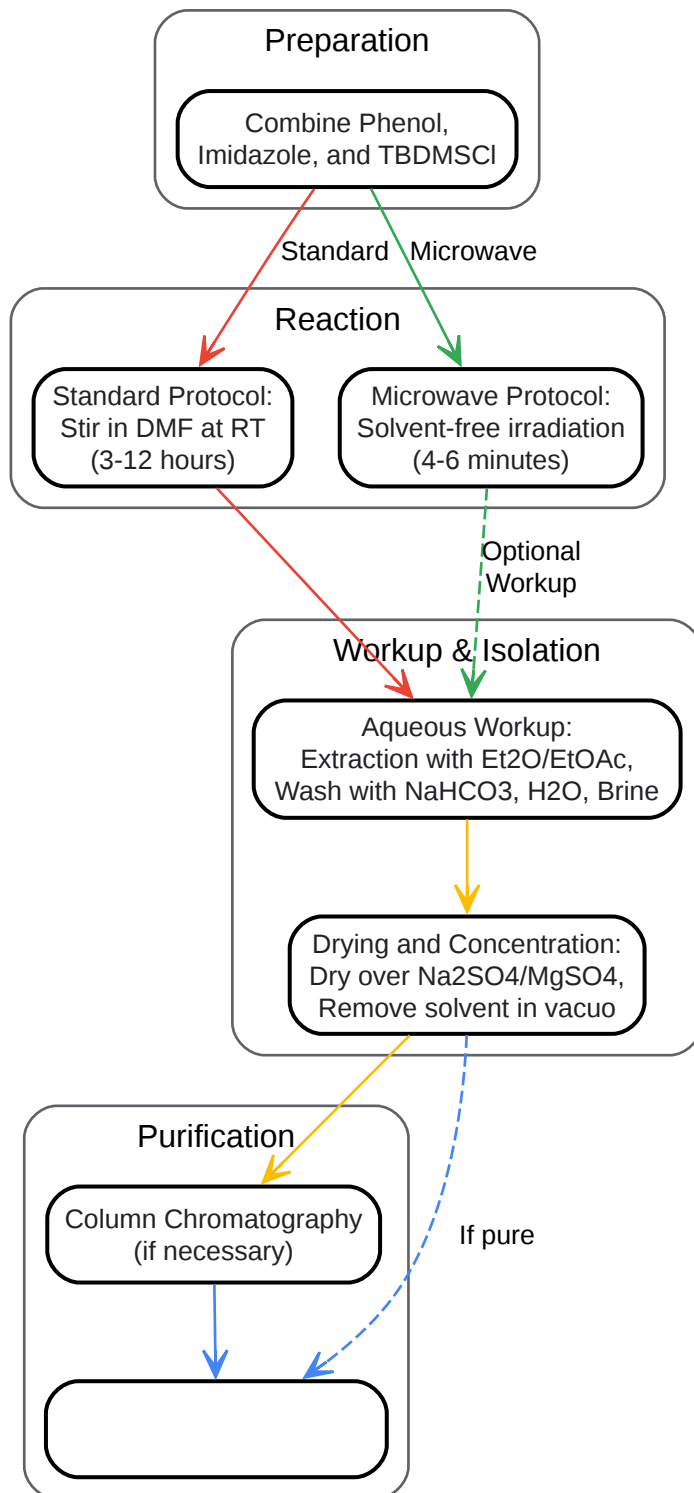 Preparation
Combine Phenol,
Imidazole, and TBDMSCl
Standard
Microwave
Reaction
Standard Protocol:
Stir in DMF at RT
(3-12 hours)
Microwave Protocol:
Solvent-free irradiation
(4-6 minutes)
Optional
Workup
Workup & Isolation
Aqueous Workup:
Extraction with Et2O/EtOAc,
Wash with NaHCO3, H2O, Brine
Drying and Concentration:
Dry over Na2SO4/MgSO4,
Remove solvent in vacuo
Purification
Column Chromatography
(if necessary)
If pure